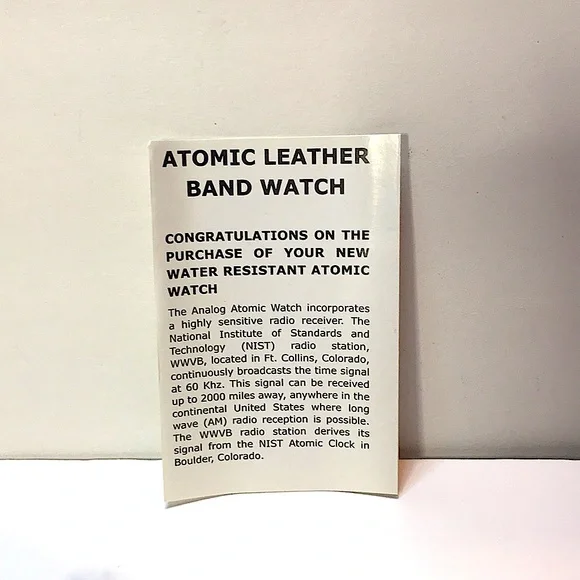 ATOMIC LEATHER
BAND WATCH
CONGRATULATIONS ON THE
PURCHASE OF YOUR NEW
WATER RESISTANT ATOMIC
WATCH
The Analog Atomic Watch incorporates
a highly sensitive radio receiver. The
National Institute of Standards and
Technology (NIST) radio station,
WWVB, located in Ft. Collins, Colorado,
continuously broadcasts the time signal
at 60 Khz. This signal can be received
up to 2000 miles away, anywhere in the
continental United States where long
wave (AM) radio reception is possible.
The WWVB radio station derives its
signal from the NIST Atomic Clock in
Boulder, Colorado.